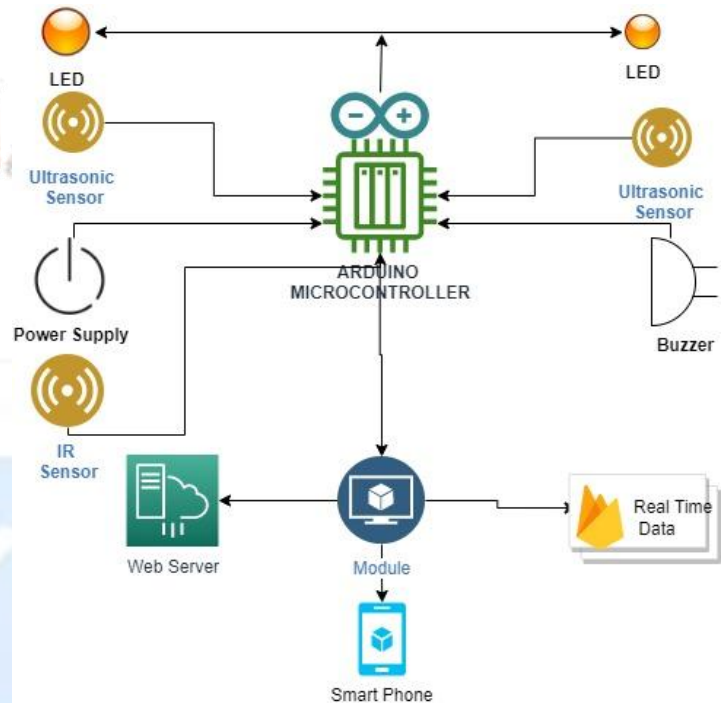 LED
LED
Ultrasonic
Sensor
Ultrasonic
Sensor
ARDUINO
MICROCONTROLLER
Power Supply
Buzzer
IR
Sensor
Web Server
Module
Real Time
Data
Smart Phone